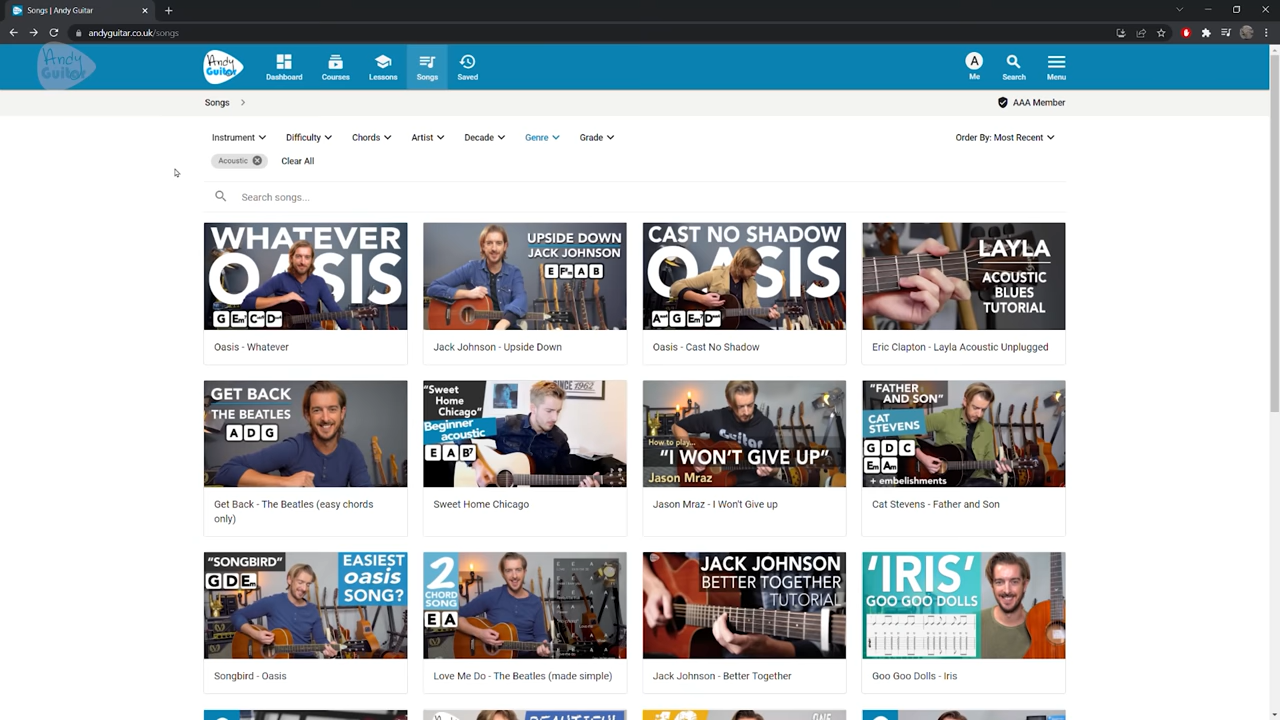 Songs | Andy Guitar
andyguitar.co.uk/songs
Andy
Guitar
Andy
Guitar
Dashboard
Courses
Lessons
Songs
Saved
A
Me
Search
Menu
Songs
AAA Member
Instrument
Difficulty
Chords
Artist
Decade
Genre
Grade
Order By: Most Recent
Acoustic
Clear All
Search songs...
WHATEVER
OASIS
Oasis - Whatever
UPSIDE DOWN
JACK JOHNSON
E F#m A B
Jack Johnson - Upside Down
CAST NO SHADOW
OASIS
Oasis - Cast No Shadow
LAYLA
ACOUSTIC
BLUES
TUTORIAL
Eric Clapton - Layla Acoustic Unplugged
GET BACK
THE BEATLES
A D G
Get Back - The Beatles (easy chords
only)
"Sweet
Home
Chicago"
Beginner
acoustic
E A B7
SINCE 1962
Sweet Home Chicago
Guitar
How to play...
"I WON'T GIVE UP"
Jason Mraz
Jason Mraz - I Won't Give up
"FATHER
AND SON"
CAT
STEVENS
G D C
Em Am
+ embelishments
Cat Stevens - Father and Son
"SONGBIRD"
G D Em
EASIEST
oasis
SONG?
Songbird - Oasis
2
CHORD
SONG
E A
Love Me Do - The Beatles (made simple)
JACK JOHNSON
BETTER TOGETHER
TUTORIAL
Jack Johnson - Better Together
'IRIS'
GOO GOO DOLLS
Goo Goo Dolls - Iris